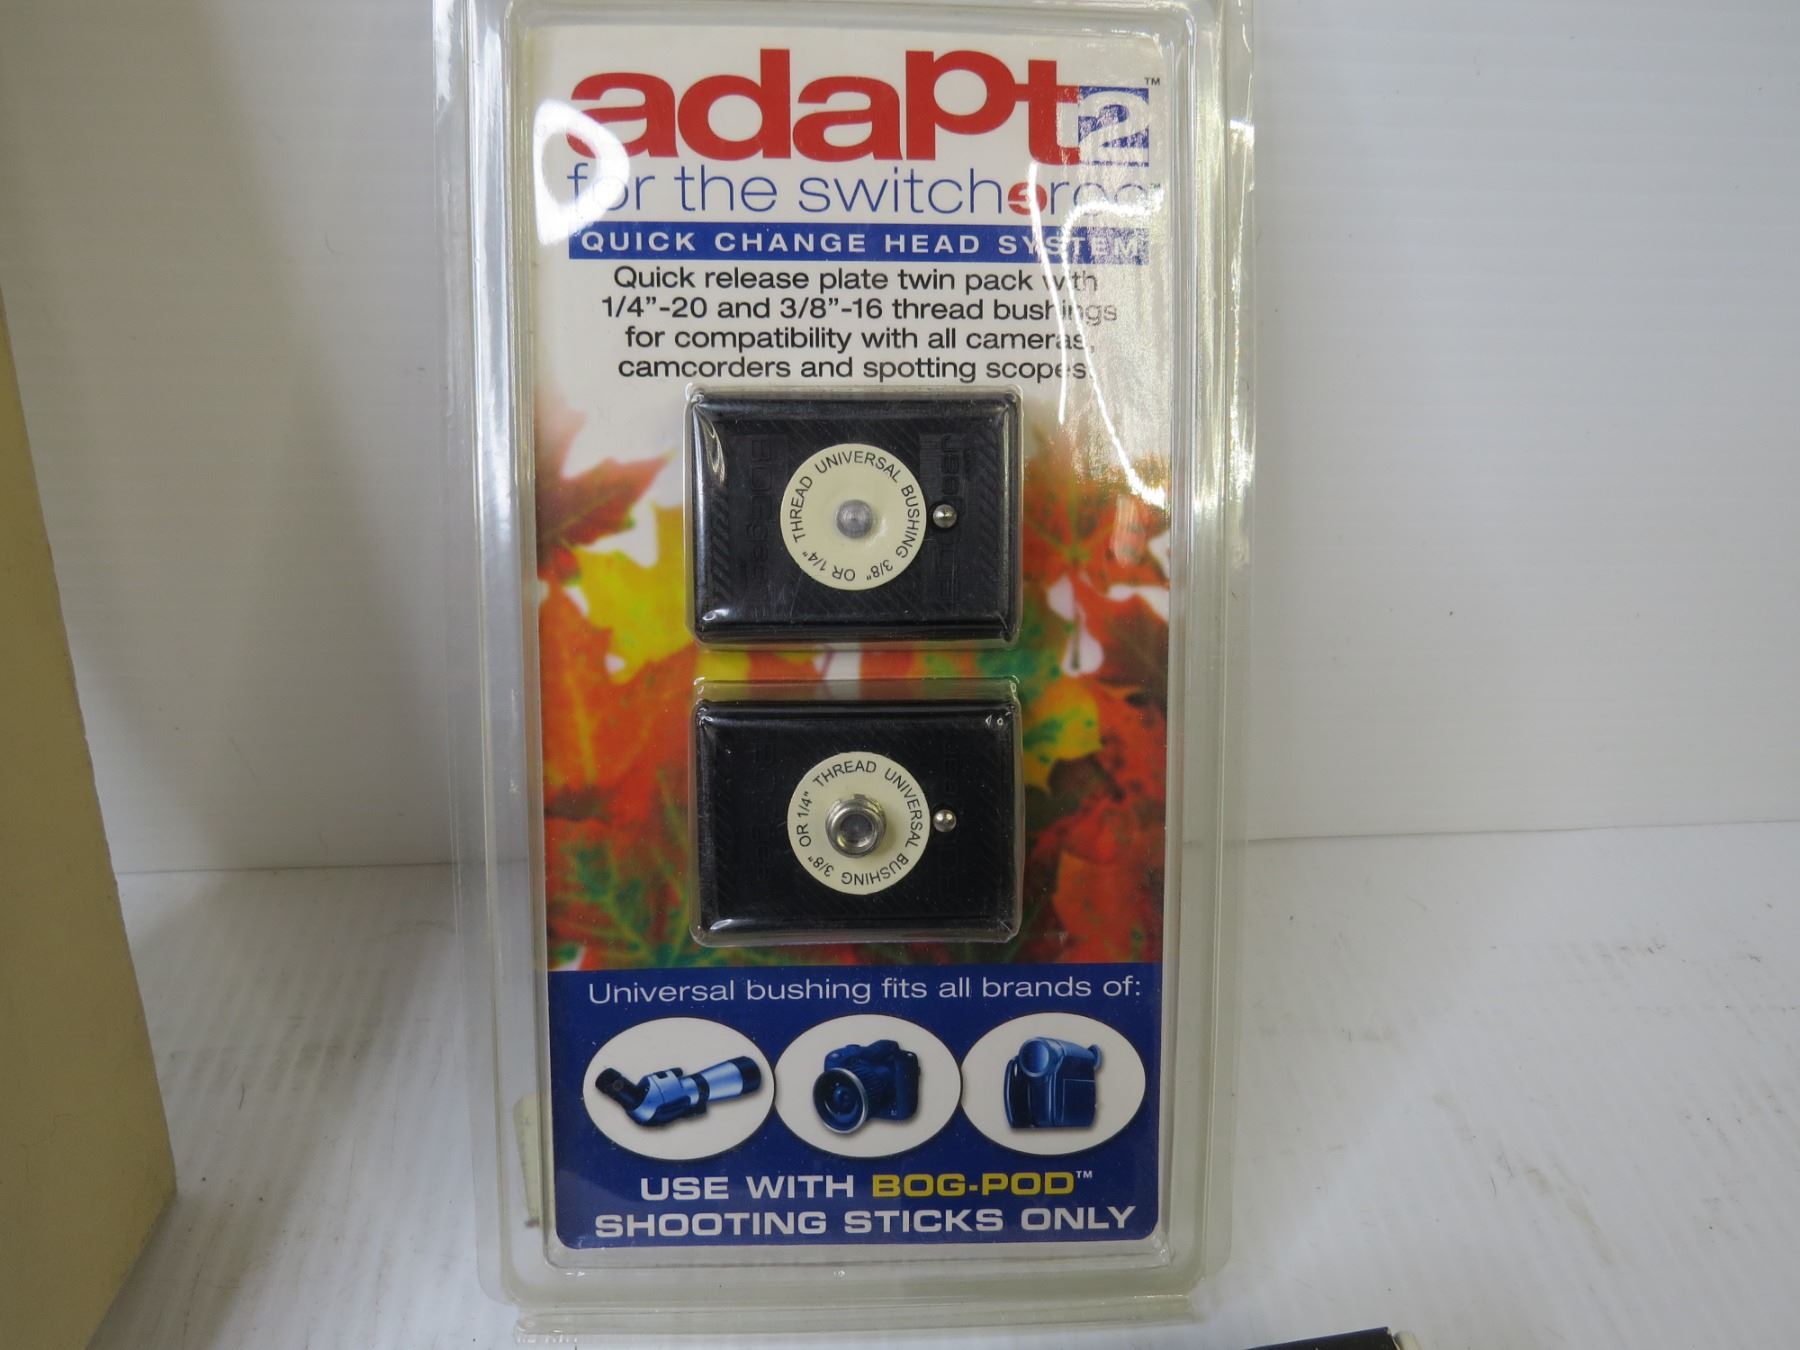 adapt2™
for the switcheroo™
QUICK CHANGE HEAD SYSTEM
Quick release plate twin pack with
1/4"-20 and 3/8"-16 thread bushings
for compatibility with all cameras,
camcorders and spotting scopes.
THREAD UNIVERSAL BUSHING 3/8" OR 1/4"
THREAD UNIVERSAL BUSHING 3/8" OR 1/4"
Universal bushing fits all brands of:
USE WITH BOG-POD™
SHOOTING STICKS ONLY